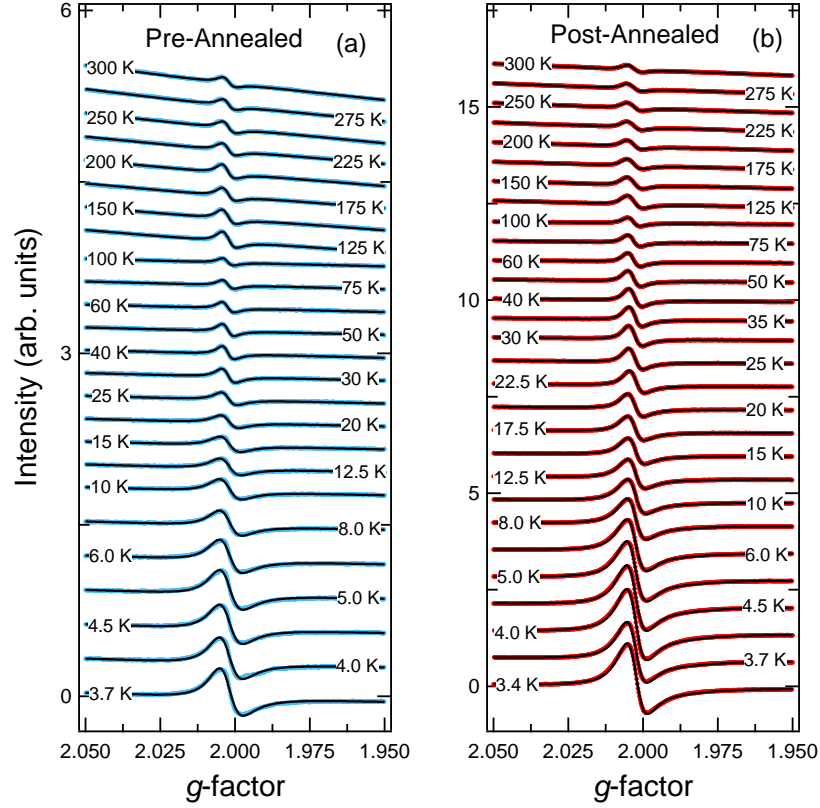 6
Pre-Annealed
(a)
300 K
275 K
250 K
225 K
200 K
175 K
150 K
125 K
100 K
75 K
60 K
50 K
3
40 K
30 K
25 K
20 K
15 K
12.5 K
10 K
8.0 K
6.0 K
5.0 K
4.5 K
4.0 K
0
3.7 K
2.050
2.025
2.000
1.975
1.950
g-factor
Intensity (arb. units)
Post-Annealed
(b)
300 K
15
275 K
250 K
225 K
200 K
175 K
150 K
125 K
100 K
75 K
60 K
50 K
10
40 K
35 K
30 K
25 K
22.5 K
20 K
17.5 K
15 K
12.5 K
5
10 K
8.0 K
6.0 K
5.0 K
4.5 K
4.0 K
3.7 K
0
3.4 K
2.050
2.025
2.000
1.975
1.950
g-factor